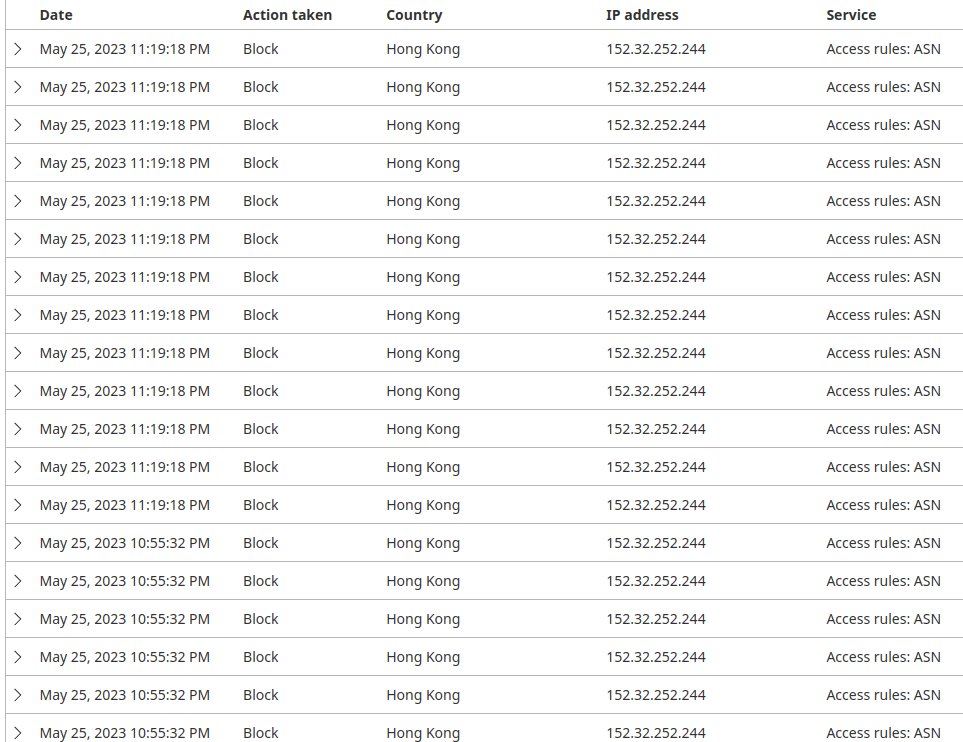 Date Action taken Country IP address Service
May 25, 2023 11:19:18 PM Block Hong Kong 152.32.252.244 Access rules: ASN
May 25, 2023 11:19:18 PM Block Hong Kong 152.32.252.244 Access rules: ASN
May 25, 2023 11:19:18 PM Block Hong Kong 152.32.252.244 Access rules: ASN
May 25, 2023 11:19:18 PM Block Hong Kong 152.32.252.244 Access rules: ASN
May 25, 2023 11:19:18 PM Block Hong Kong 152.32.252.244 Access rules: ASN
May 25, 2023 11:19:18 PM Block Hong Kong 152.32.252.244 Access rules: ASN
May 25, 2023 11:19:18 PM Block Hong Kong 152.32.252.244 Access rules: ASN
May 25, 2023 11:19:18 PM Block Hong Kong 152.32.252.244 Access rules: ASN
May 25, 2023 11:19:18 PM Block Hong Kong 152.32.252.244 Access rules: ASN
May 25, 2023 11:19:18 PM Block Hong Kong 152.32.252.244 Access rules: ASN
May 25, 2023 11:19:18 PM Block Hong Kong 152.32.252.244 Access rules: ASN
May 25, 2023 11:19:18 PM Block Hong Kong 152.32.252.244 Access rules: ASN
May 25, 2023 11:19:18 PM Block Hong Kong 152.32.252.244 Access rules: ASN
May 25, 2023 10:55:32 PM Block Hong Kong 152.32.252.244 Access rules: ASN
May 25, 2023 10:55:32 PM Block Hong Kong 152.32.252.244 Access rules: ASN
May 25, 2023 10:55:32 PM Block Hong Kong 152.32.252.244 Access rules: ASN
May 25, 2023 10:55:32 PM Block Hong Kong 152.32.252.244 Access rules: ASN
May 25, 2023 10:55:32 PM Block Hong Kong 152.32.252.244 Access rules: ASN
May 25, 2023 10:55:32 PM Block Hong Kong 152.32.252.244 Access rules: ASN